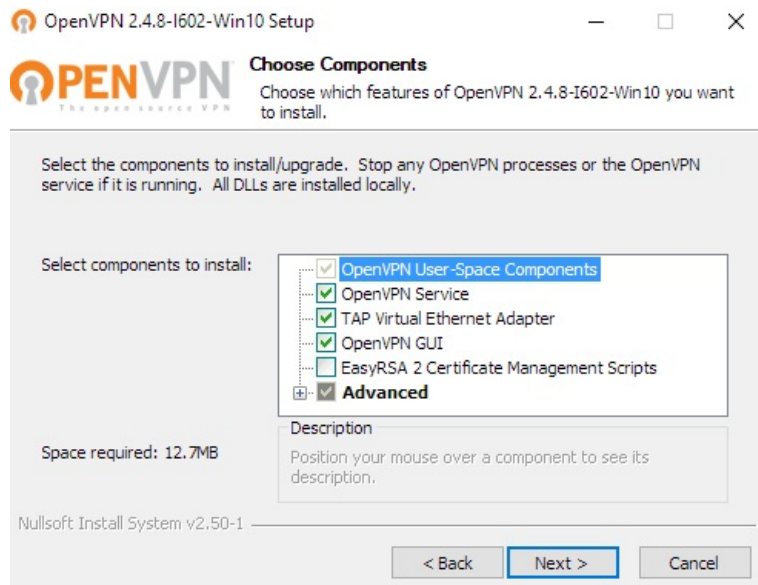 OpenVPN 2.4.8-I602-Win10 Setup
OPENVPN
The open source VPN
Choose Components
Choose which features of OpenVPN 2.4.8-I602-Win10 you want
to install.
Select the components to install/upgrade. Stop any OpenVPN processes or the OpenVPN
service if it is running. All DLLs are installed locally.
Select components to install:
OpenVPN User-Space Components
OpenVPN Service
TAP Virtual Ethernet Adapter
OpenVPN GUI
EasyRSA 2 Certificate Management Scripts
Advanced
Space required: 12.7MB
Description
Position your mouse over a component to see its
description.
Nullsoft Install System v2.50-1
< Back
Next >
Cancel